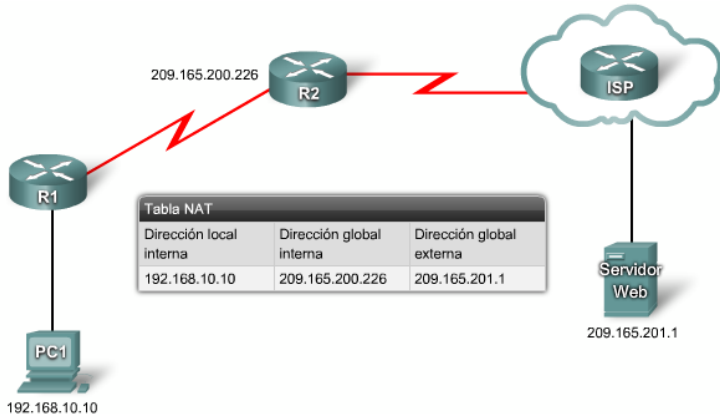 209.165.200.226
R2
ISP
R1
Tabla NAT
Dirección local interna
Dirección global interna
Dirección global externa
192.168.10.10
209.165.200.226
209.165.201.1
Servidor
Web
209.165.201.1
PC1
192.168.10.10